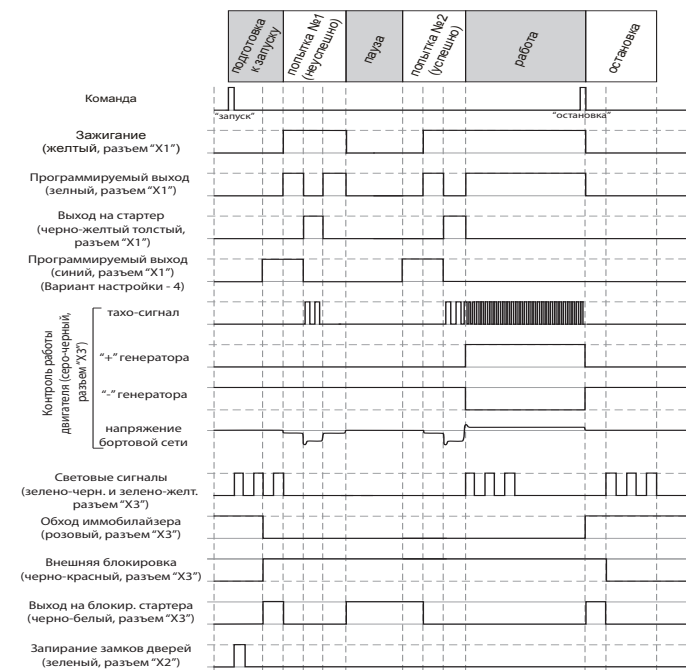 подготовка
к запуску
попытка №1
(неуспешно)
пауза
попытка №2
(успешно)
работа
остановка
Команда
"запуск"
"остановка"
Зажигание
(желтый, разъем "X1")
Программируемый выход
(зелный, разъем "X1")
Выход на стартер
(черно-желтый толстый,
разъем "X1")
Программируемый выход
(синий, разъем "X1")
(Вариант настройки - 4)
Контроль работы
двигателя (серо-черный,
разъем "X3")
тахо-сигнал
"+" генератора
"-" генератора
напряжение
бортовой сети
Световые сигналы
(зелено-черн. и зелено-желт.
разъем "X3")
Обход иммобилайзера
(розовый, разъем "X3")
Внешняя блокировка
(черно-красный, разъем "X3")
Выход на блокир. стартера
(черно-белый, разъем "X3")
Запирание замков дверей
(зеленый, разъем "X2")